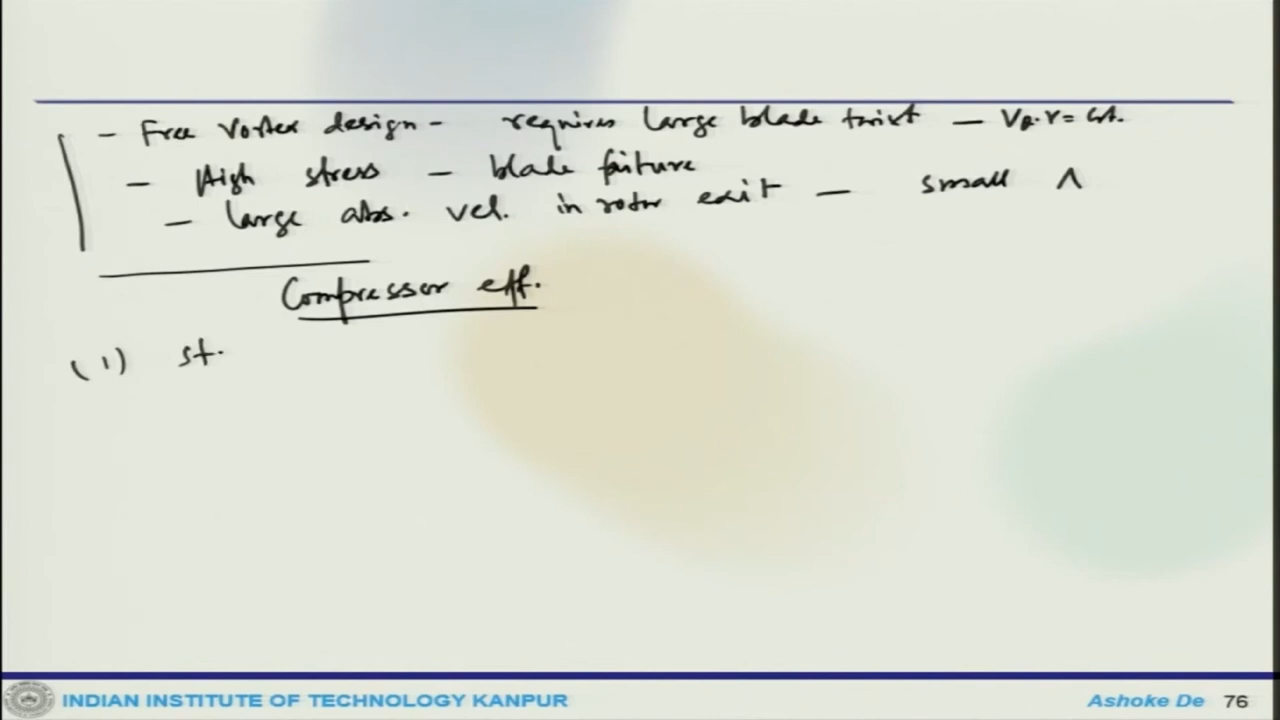 - Free Vortex design - requires large blade twist - Vθ.r = cst.
- High stress - blade failure
- large abs. vel. in rotor exit - small Λ
Compressor eff.
(1) st.
INDIAN INSTITUTE OF TECHNOLOGY KANPUR
Ashoke De 76